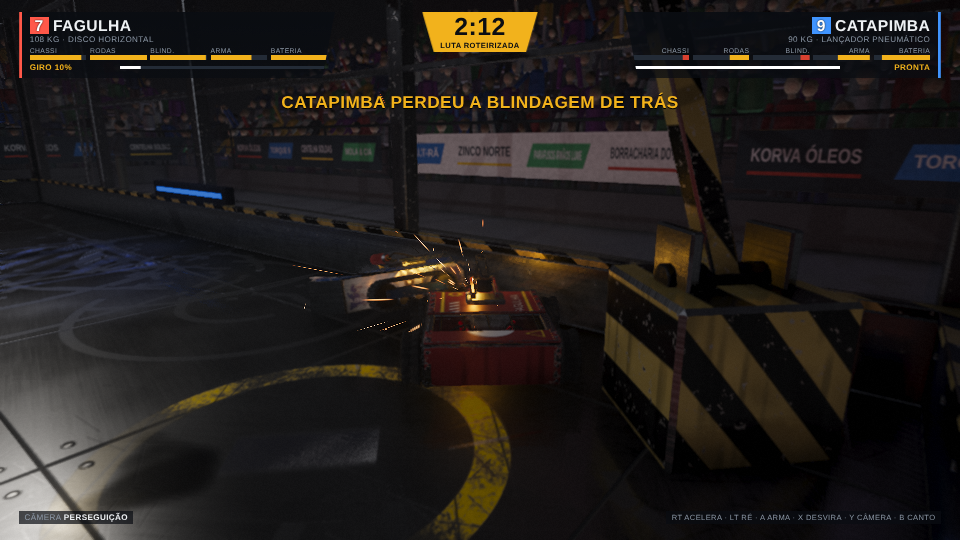 7 FAGULHA
108 KG · DISCO HORIZONTAL
CHASSI RODAS BLIND. ARMA BATERIA
GIRO 10%
2:12
LUTA ROTEIRIZADA
9 CATAPIMBA
90 KG · LANÇADOR PNEUMÁTICO
CHASSI RODAS BLIND. ARMA BATERIA
PRONTA
CATAPIMBA PERDEU A BLINDAGEM DE TRÁS
ZINCO NORTE
BORRACHARIA DO
KORVA ÓLEOS
CÂMERA PERSEGUIÇÃO
RT ACELERA · LT RÉ · A ARMA · X DESVIRA · Y CÂMERA · B CANTO